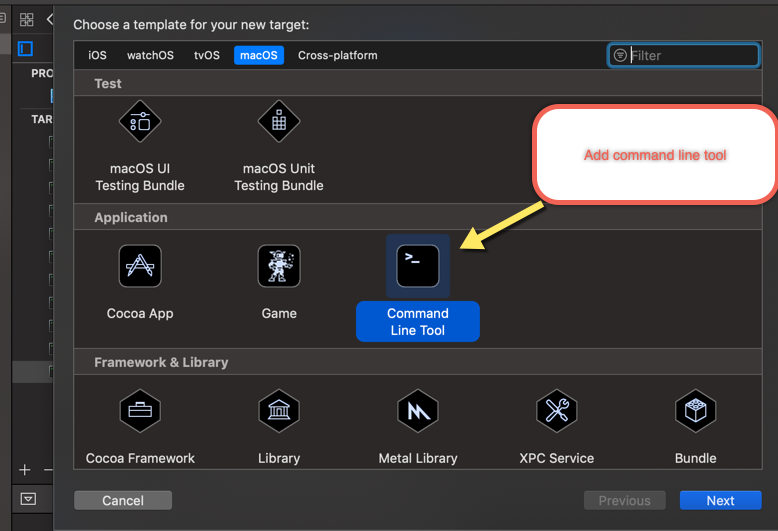 Choose a template for your new target:
iOS watchOS tvOS macOS Cross-platform Filter
PRO
TAR
Test
macOS UI Testing Bundle
macOS Unit Testing Bundle
Add command line tool
Application
>_
Cocoa App
Game
Command Line Tool
Framework & Library
Cocoa Framework
Library
Metal Library
XPC Service
Bundle
Cancel
Previous
Next